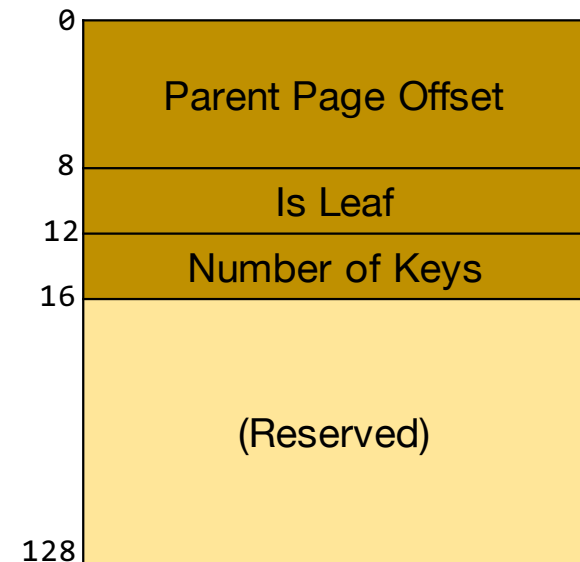 0
Parent Page Offset
8
Is Leaf
12
Number of Keys
16
(Reserved)
128